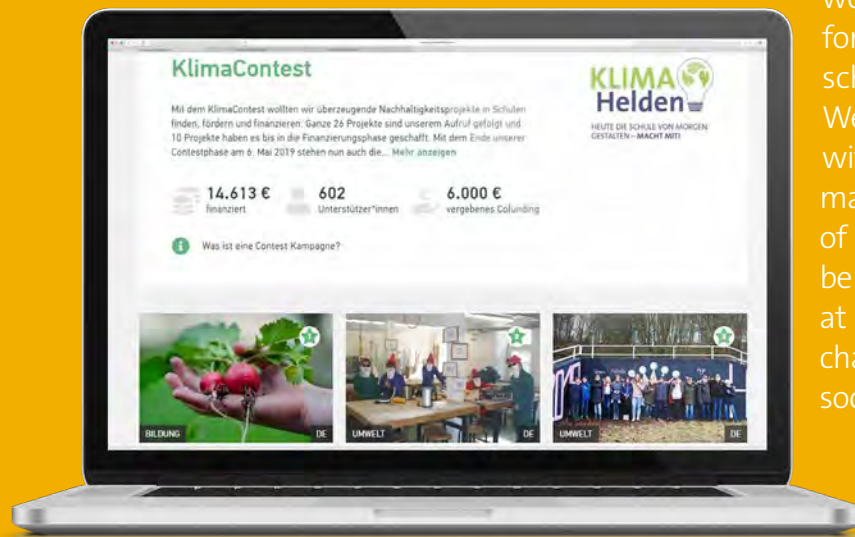 KlimaContest
Mit dem KlimaContest wollten wir überzeugende Nachhaltigkeitsprojekte in Schulen
finden, fördern und finanzieren. Ganze 26 Projekte sind unserem Aufruf gefolgt und
10 Projekte haben es bis in die Finanzierungsphase geschafft. Mit dem Ende unserer
Contestphase am 6. Mai 2019 stehen nun auch die... Mehr anzeigen
KLIMA
Helden
HEUTE DIE SCHULE VON MORGEN
GESTALTEN – MACHT MIT!
14.613 €
finanziert
602
Unterstützer*innen
6.000 €
vergebenes Cofunding
Was ist eine Contest Kampagne?
BILDUNG
DE
UMWELT
DE
UMWELT
DE
for
sch
We
wit
ma
of
be
at
cha
soc